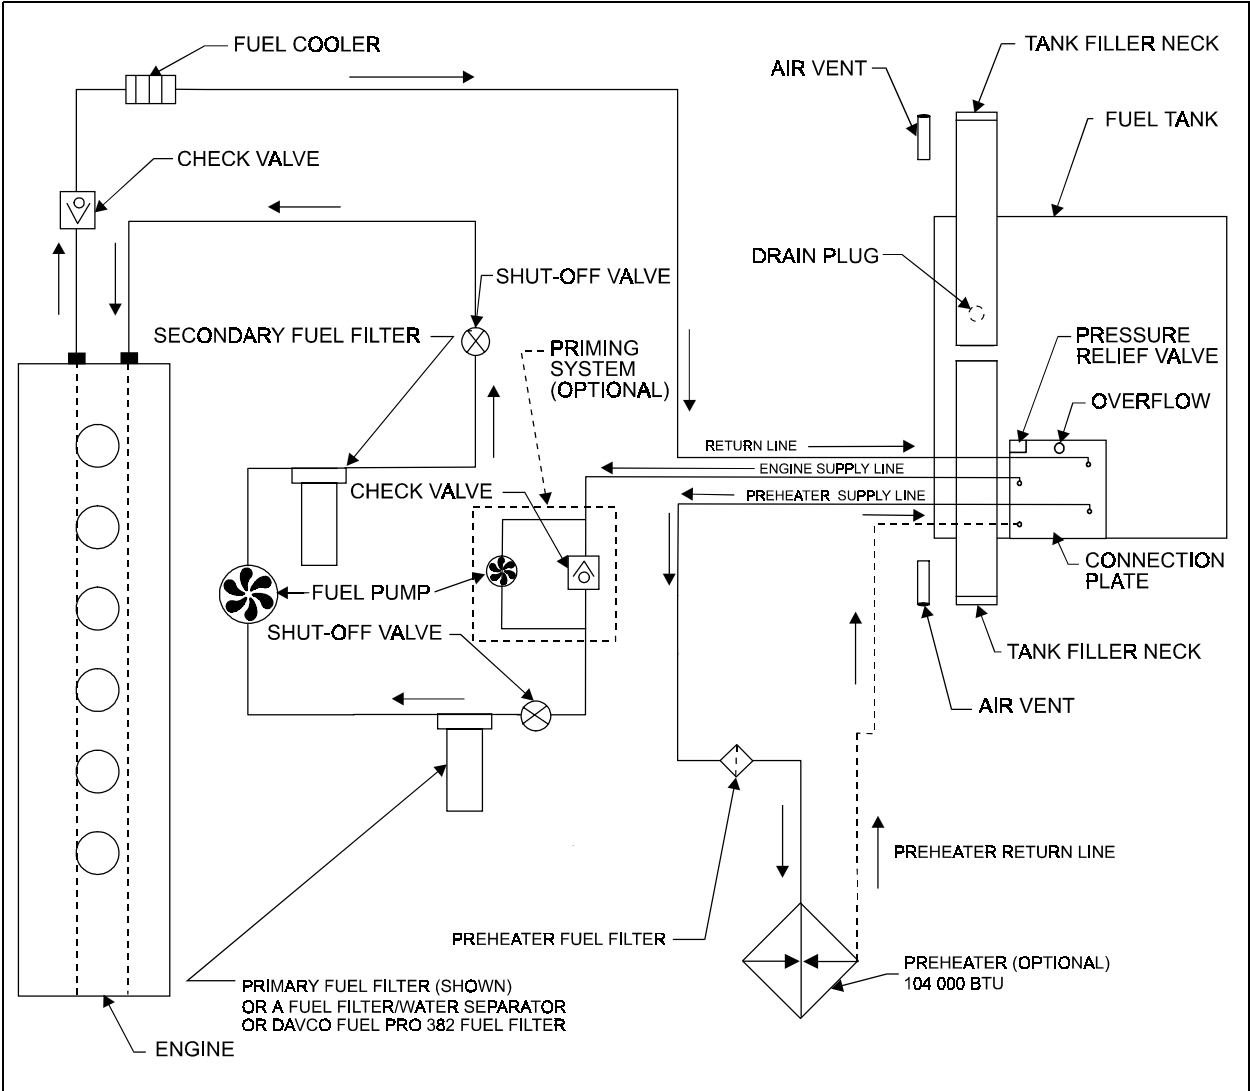 FUEL COOLER
TANK FILLER NECK
AIR VENT
FUEL TANK
CHECK VALVE
DRAIN PLUG
SHUT-OFF VALVE
SECONDARY FUEL FILTER
PRIMING
SYSTEM
(OPTIONAL)
PRESSURE
RELIEF VALVE
OVERFLOW
RETURN LINE
ENGINE SUPPLY LINE
CHECK VALVE
PREHEATER SUPPLY LINE
CONNECTION
PLATE
FUEL PUMP
SHUT-OFF VALVE
TANK FILLER NECK
AIR VENT
PREHEATER RETURN LINE
PREHEATER FUEL FILTER
PREHEATER (OPTIONAL)
104 000 BTU
PRIMARY FUEL FILTER (SHOWN)
OR A FUEL FILTER/WATER SEPARATOR
OR DAVCO FUEL PRO 382 FUEL FILTER
ENGINE